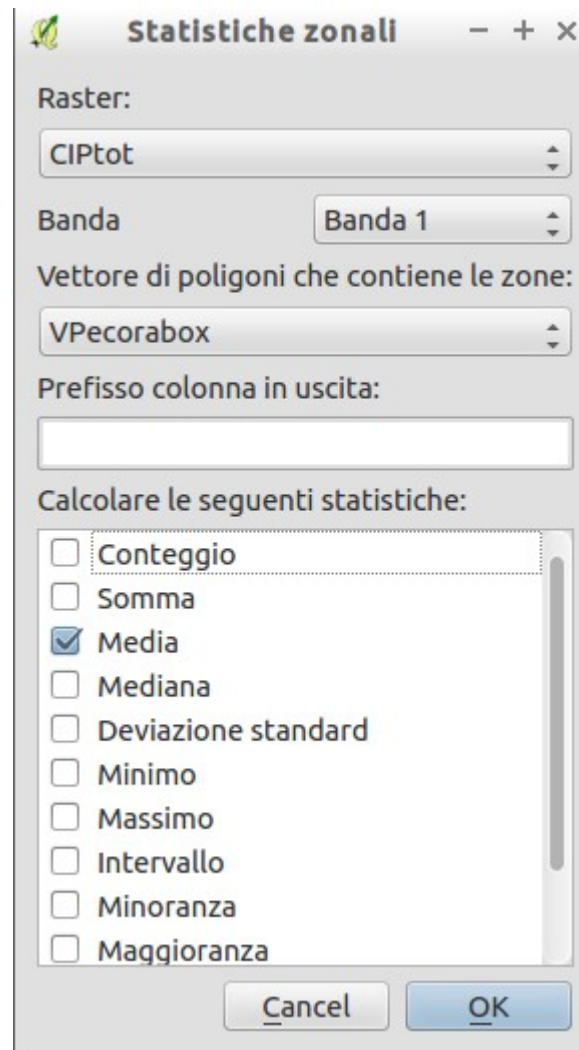 Statistiche zonali
Raster:
CIPtot
Banda
Banda 1
Vettore di poligoni che contiene le zone:
VPecorabox
Prefisso colonna in uscita:
Calcolare le seguenti statistiche:
Conteggio
Somma
Media
Mediana
Deviazione standard
Minimo
Massimo
Intervallo
Minoranza
Maggioranza
Cancel
OK